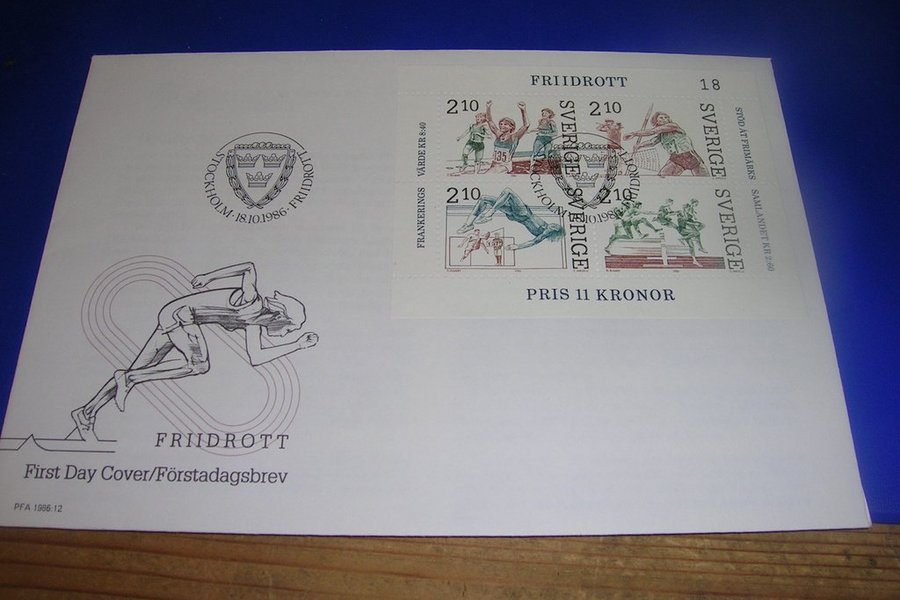 FRIIDROTT
18
FRANKERINGS VÄRDE KR 8:40
2 10
SVERIGE
2 10
SVERIGE
2 10
SVERIGE
2 10
SVERIGE
135
STÖD ÅT FRIMÄRKS SAMLANDET KR 2:60
PRIS 11 KRONOR
STOCKHOLM · 18.10.1986 · FRIIDROTT
FRIIDROTT
First Day Cover/Förstadagsbrev
PFA 1986:12